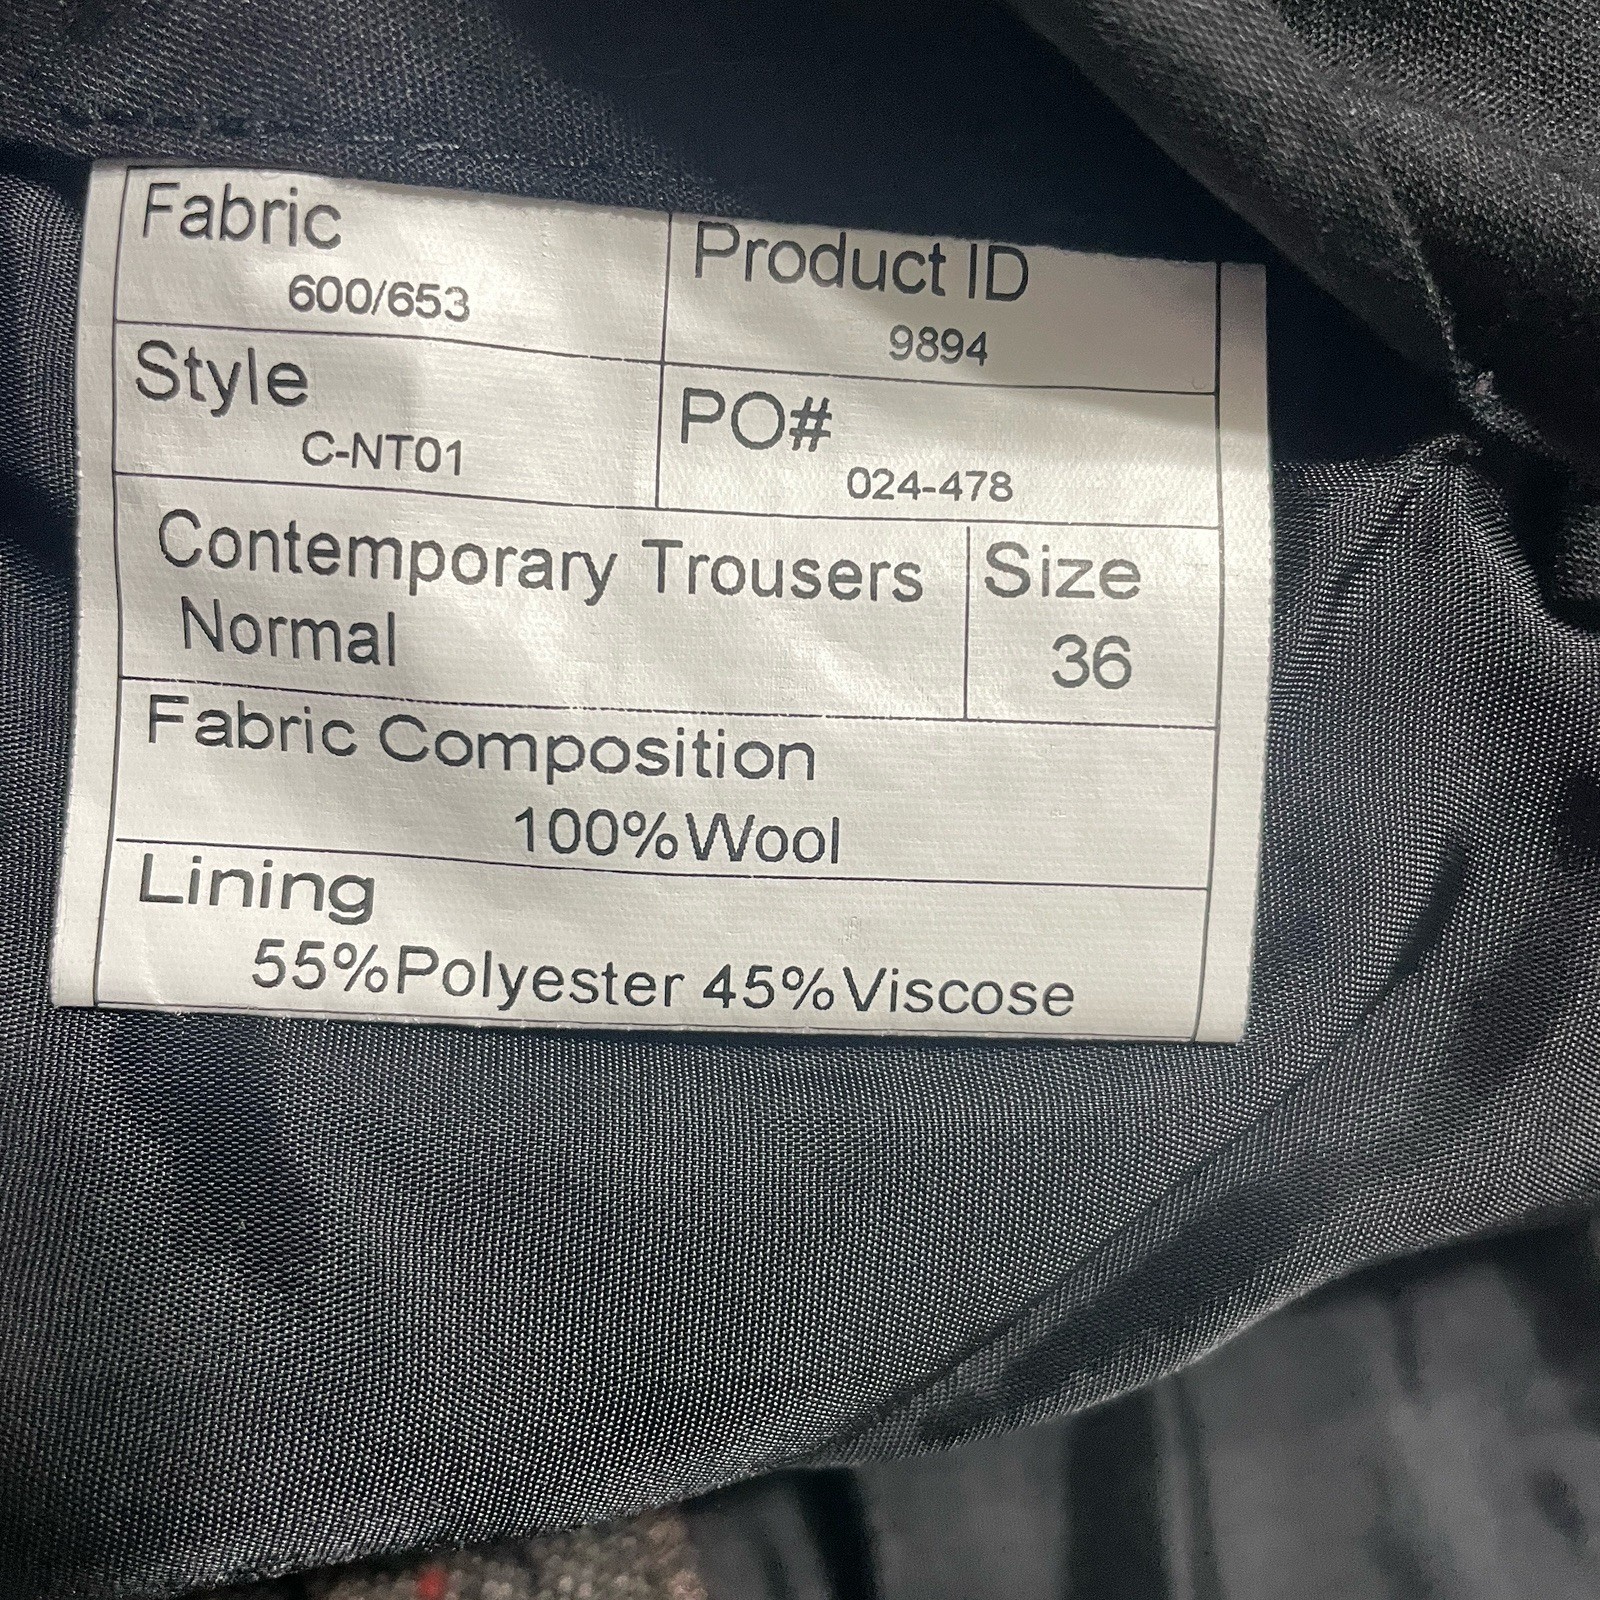 Fabric
600/653
Product ID
9894
Style
C-NT01
PO#
024-478
Contemporary Trousers
Normal
Size
36
Fabric Composition
100%Wool
Lining
55%Polyester 45%Viscose